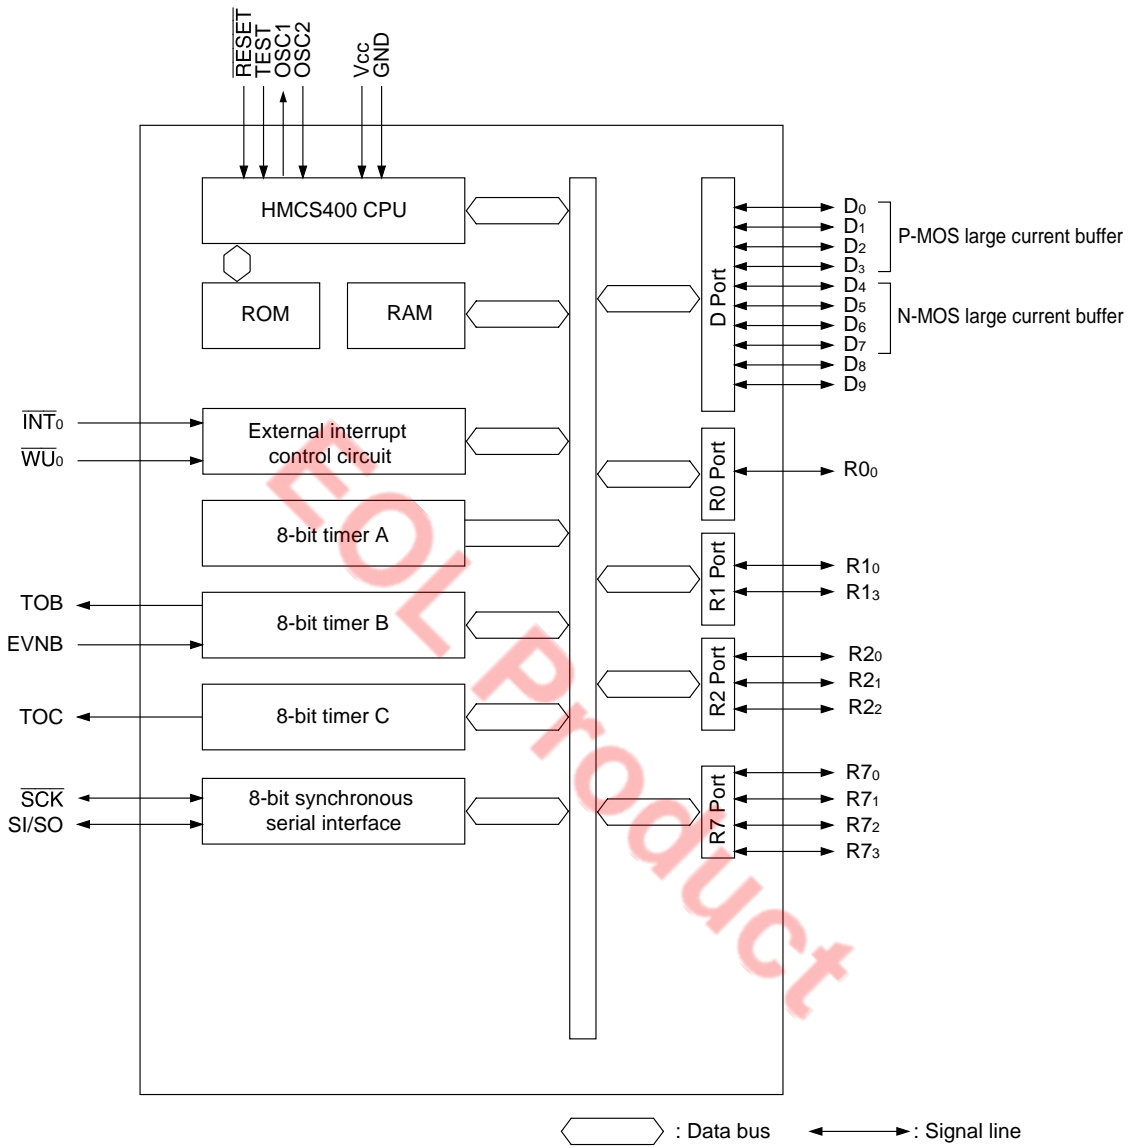 RESET
TEST
OSC1
OSC2
Vcc
GND
HMCS400 CPU
ROM
RAM
External interrupt
control circuit
8-bit timer A
8-bit timer B
8-bit timer C
8-bit synchronous
serial interface
INT0
WU0
TOB
EVNB
TOC
SCK
SI/SO
D Port
D0
D1
D2
D3
D4
D5
D6
D7
D8
D9
P-MOS large current buffer
N-MOS large current buffer
R0 Port
R00
R1 Port
R10
R13
R2 Port
R20
R21
R22
R7 Port
R70
R71
R72
R73
EOL Product
: Data bus
: Signal line